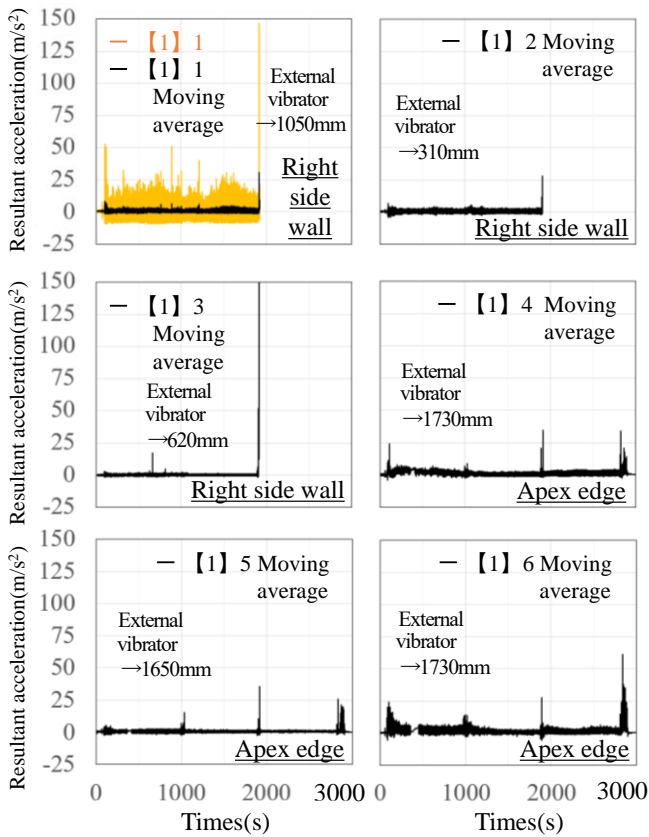 Resultant acceleration(m/s²)
150
125
100
75
50
25
0
-25
【1】1
【1】1
Moving
average
External
vibrator
→1050mm
Right
side
wall
【1】2 Moving
average
External
vibrator
→310mm
Right side wall
Resultant acceleration(m/s²)
150
125
100
75
50
25
0
-25
【1】3
Moving
average
External
vibrator
→620mm
Right side wall
【1】4 Moving
average
External
vibrator
→1730mm
Apex edge
Resultant acceleration(m/s²)
150
125
100
75
50
25
0
-25
【1】5 Moving
average
External
vibrator
→1650mm
Apex edge
【1】6 Moving
average
External
vibrator
→1730mm
Apex edge
0 1000 2000 3000
0 1000 2000 3000
Times(s) Times(s)